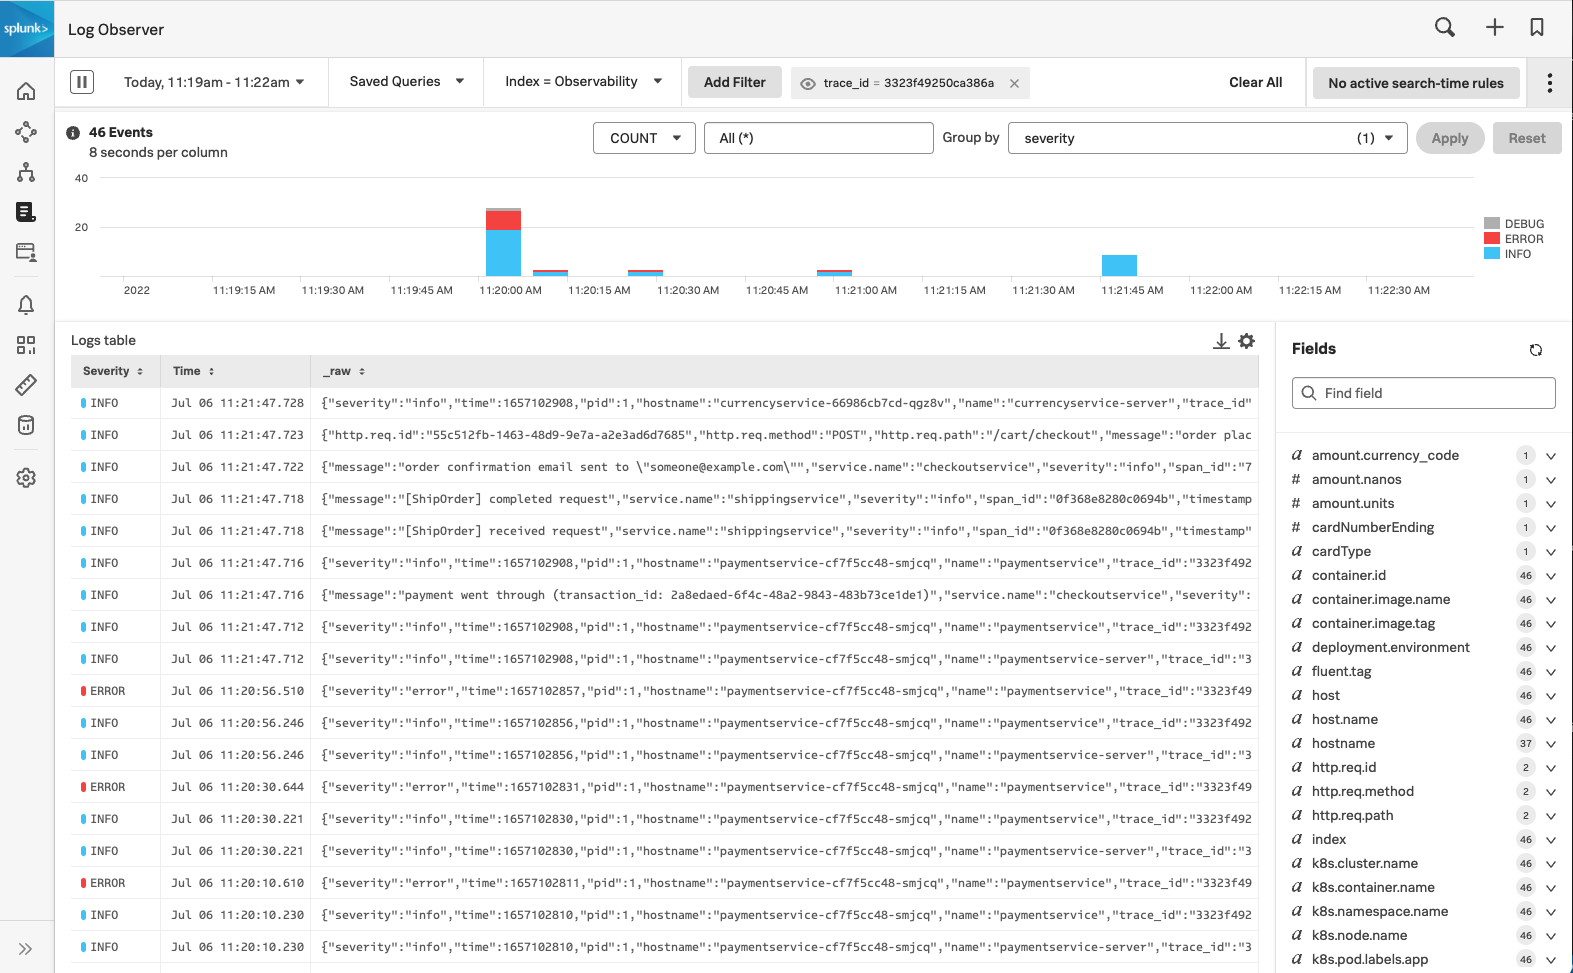 splunk>
Log Observer
Today, 11:19am - 11:22am
Saved Queries
Index = Observability
Add Filter
trace_id = 3323f49250ca386a
Clear All
No active search-time rules
46 Events
8 seconds per column
COUNT
All (*)
Group by
severity
(1)
Apply
Reset
40
20
DEBUG
ERROR
INFO
2022
11:19:15 AM
11:19:30 AM
11:19:45 AM
11:20:00 AM
11:20:15 AM
11:20:30 AM
11:20:45 AM
11:21:00 AM
11:21:15 AM
11:21:30 AM
11:21:45 AM
11:22:00 AM
11:22:15 AM
11:22:30 AM
Logs table
Severity Time _raw
INFO Jul 06 11:21:47.728 {"severity":"info","time":1657102908,"pid":1,"hostname":"currencyservice-66986cb7cd-qgz8v","name":"currencyservice-server","trace_id"
INFO Jul 06 11:21:47.723 {"http.req.id":"55c512fb-1463-48d9-9e7a-a2e3ad6d7685","http.req.method":"POST","http.req.path":"/cart/checkout","message":"order plac
INFO Jul 06 11:21:47.722 {"message":"order confirmation email sent to \"someone@example.com\"","service.name":"checkoutservice","severity":"info","span_id":"7
INFO Jul 06 11:21:47.718 {"message":"[ShipOrder] completed request","service.name":"shippingservice","severity":"info","span_id":"0f368e8280c0694b","timestamp
INFO Jul 06 11:21:47.718 {"message":"[ShipOrder] received request","service.name":"shippingservice","severity":"info","span_id":"0f368e8280c0694b","timestamp"
INFO Jul 06 11:21:47.716 {"severity":"info","time":1657102908,"pid":1,"hostname":"paymentservice-cf7f5cc48-smjcq","name":"paymentservice","trace_id":"3323f492
INFO Jul 06 11:21:47.716 {"message":"payment went through (transaction_id: 2a8edaed-6f4c-48a2-9843-483b73ce1de1)","service.name":"checkoutservice","severity":
INFO Jul 06 11:21:47.712 {"severity":"info","time":1657102908,"pid":1,"hostname":"paymentservice-cf7f5cc48-smjcq","name":"paymentservice","trace_id":"3323f492
INFO Jul 06 11:21:47.712 {"severity":"info","time":1657102908,"pid":1,"hostname":"paymentservice-cf7f5cc48-smjcq","name":"paymentservice-server","trace_id":"3
ERROR Jul 06 11:20:56.510 {"severity":"error","time":1657102857,"pid":1,"hostname":"paymentservice-cf7f5cc48-smjcq","name":"paymentservice","trace_id":"3323f49
INFO Jul 06 11:20:56.246 {"severity":"info","time":1657102856,"pid":1,"hostname":"paymentservice-cf7f5cc48-smjcq","name":"paymentservice","trace_id":"3323f492
INFO Jul 06 11:20:56.246 {"severity":"info","time":1657102856,"pid":1,"hostname":"paymentservice-cf7f5cc48-smjcq","name":"paymentservice-server","trace_id":"3
ERROR Jul 06 11:20:30.644 {"severity":"error","time":1657102831,"pid":1,"hostname":"paymentservice-cf7f5cc48-smjcq","name":"paymentservice","trace_id":"3323f49
INFO Jul 06 11:20:30.221 {"severity":"info","time":1657102830,"pid":1,"hostname":"paymentservice-cf7f5cc48-smjcq","name":"paymentservice","trace_id":"3323f492
INFO Jul 06 11:20:30.221 {"severity":"info","time":1657102830,"pid":1,"hostname":"paymentservice-cf7f5cc48-smjcq","name":"paymentservice-server","trace_id":"3
ERROR Jul 06 11:20:10.610 {"severity":"error","time":1657102811,"pid":1,"hostname":"paymentservice-cf7f5cc48-smjcq","name":"paymentservice","trace_id":"3323f49
INFO Jul 06 11:20:10.230 {"severity":"info","time":1657102810,"pid":1,"hostname":"paymentservice-cf7f5cc48-smjcq","name":"paymentservice","trace_id":"3323f492
INFO Jul 06 11:20:10.230 {"severity":"info","time":1657102810,"pid":1,"hostname":"paymentservice-cf7f5cc48-smjcq","name":"paymentservice-server","trace_id":"3
Fields
Find field
a amount.currency_code 1
# amount.nanos 1
# amount.units 1
# cardNumberEnding 1
a cardType 1
a container.id 46
a container.image.name 46
a container.image.tag 46
a deployment.environment 46
a fluent.tag 46
a host 46
a host.name 46
a hostname 37
a http.req.id 2
a http.req.method 2
a http.req.path 2
a index 46
a k8s.cluster.name 46
a k8s.container.name 46
a k8s.namespace.name 46
a k8s.node.name 46
a k8s.pod.labels.app 46